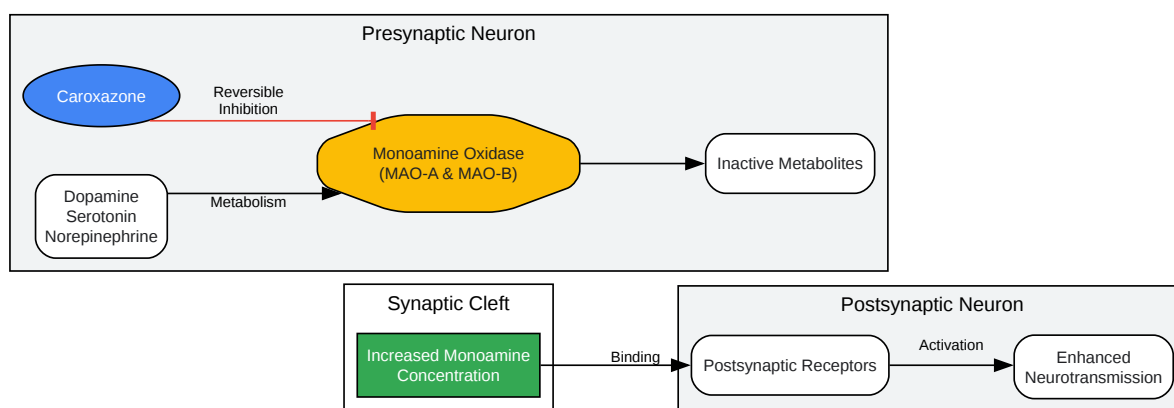 Presynaptic Neuron
Caroxazone
Reversible
Inhibition
Monoamine Oxidase
(MAO-A & MAO-B)
Inactive Metabolites
Dopamine
Serotonin
Norepinephrine
Metabolism
Synaptic Cleft
Increased Monoamine
Concentration
Binding
Postsynaptic Neuron
Postsynaptic Receptors
Activation
Enhanced
Neurotransmission